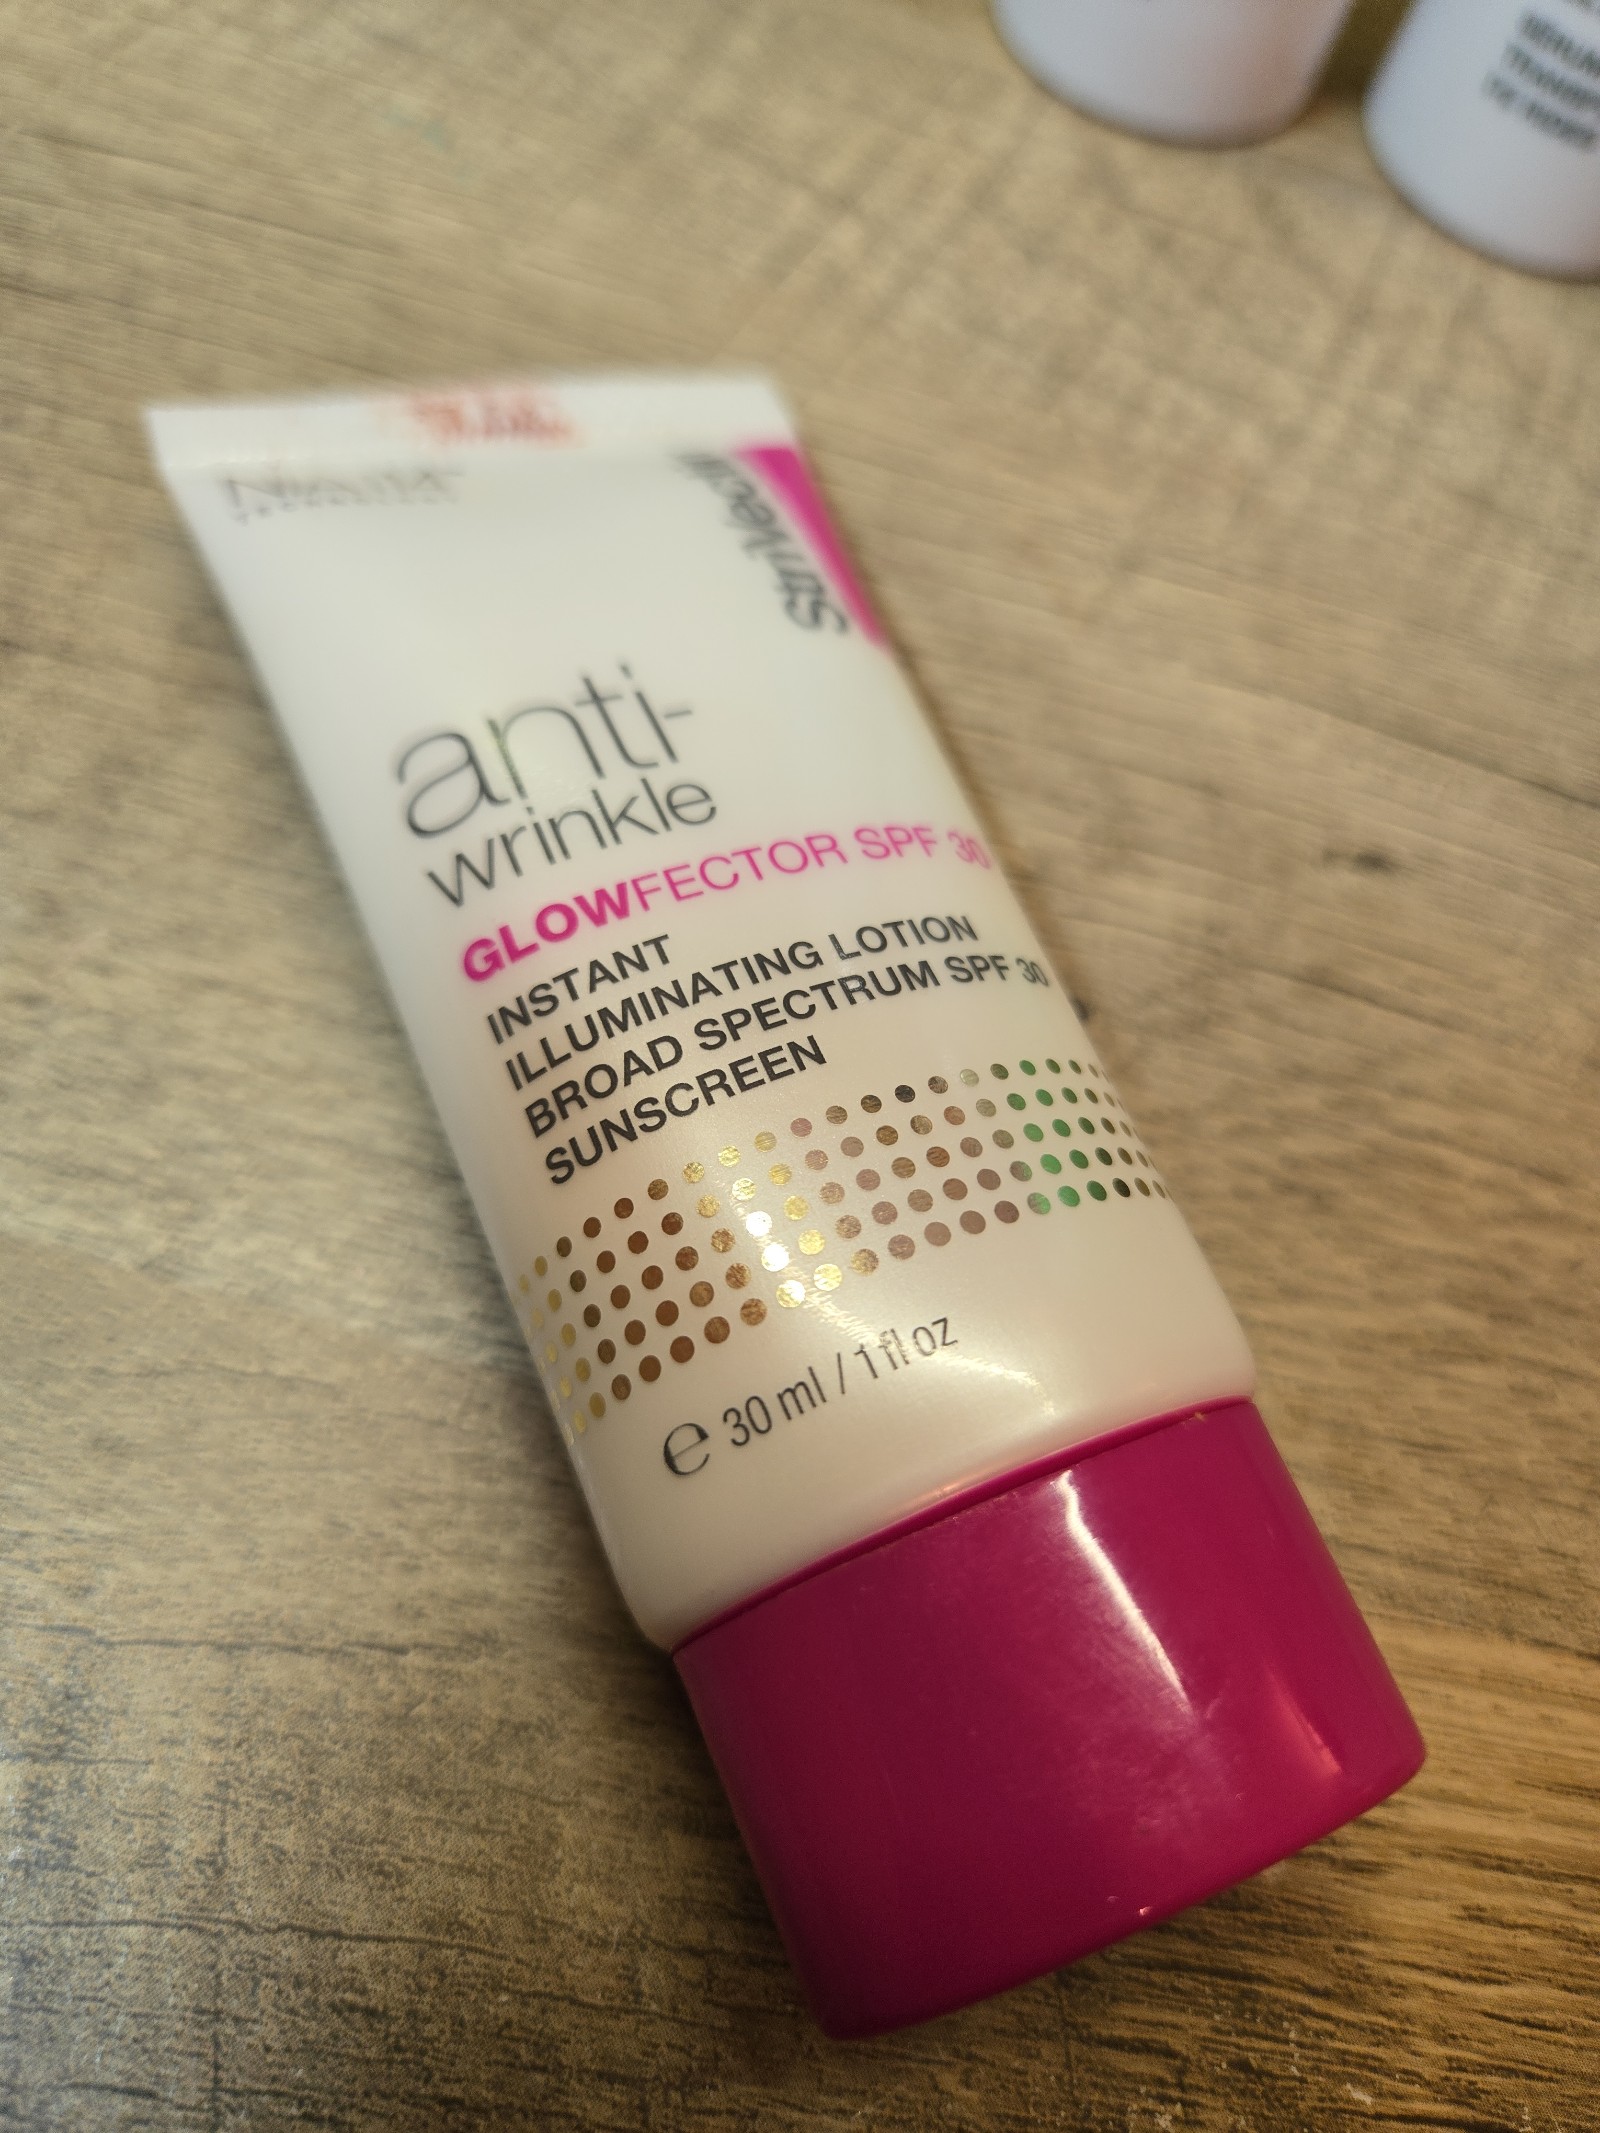 StriVectin
anti-
wrinkle
GLOWFECTOR SPF 30
INSTANT
ILLUMINATING LOTION
BROAD SPECTRUM SPF 30
SUNSCREEN
e 30 ml / 1 fl oz